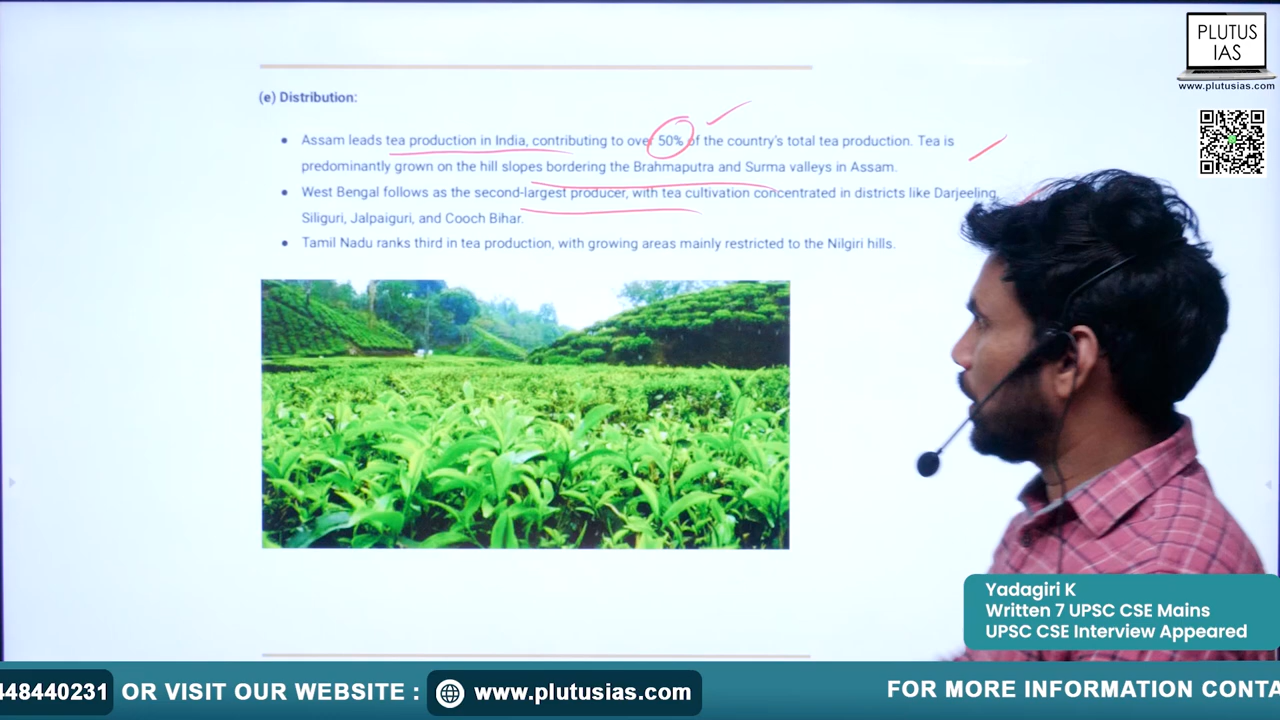 PLUTUS
IAS
www.plutusias.com
(e) Distribution:
• Assam leads tea production in India, contributing to over 50% of the country's total tea production. Tea is
predominantly grown on the hill slopes bordering the Brahmaputra and Surma valleys in Assam.
• West Bengal follows as the second-largest producer, with tea cultivation concentrated in districts like Darjeeling,
Siliguri, Jalpaiguri, and Cooch Bihar.
• Tamil Nadu ranks third in tea production, with growing areas mainly restricted to the Nilgiri hills.
Yadagiri K
Written 7 UPSC CSE Mains
UPSC CSE Interview Appeared
448440231 OR VISIT OUR WEBSITE : www.plutusias.com FOR MORE INFORMATION CONTA